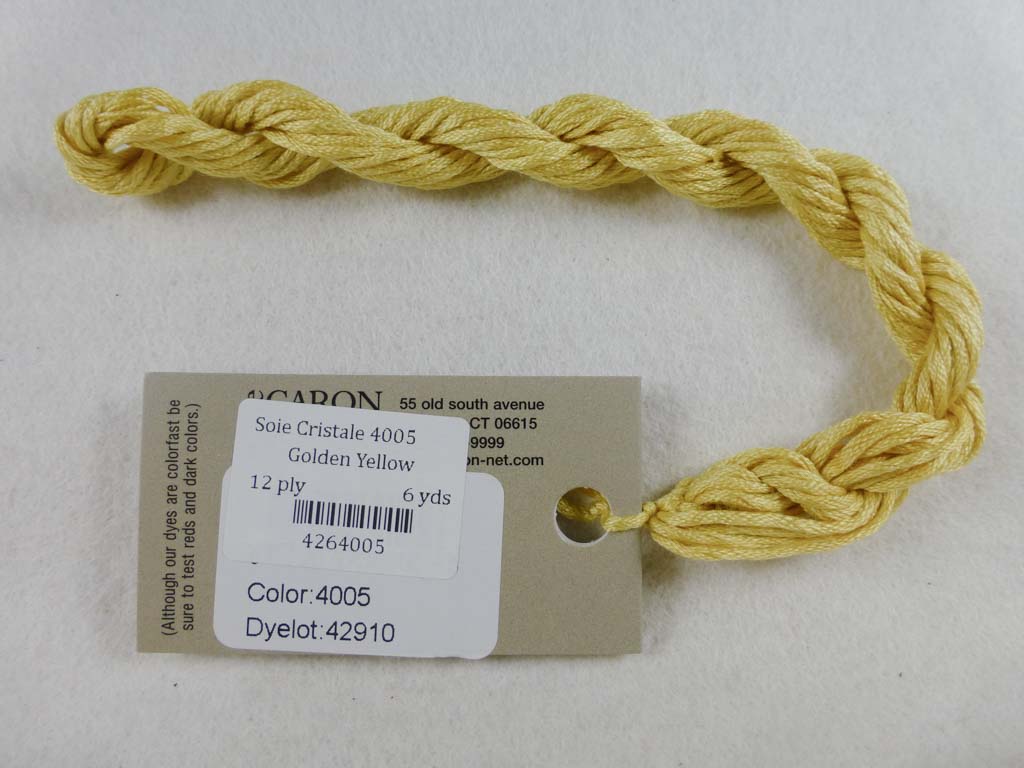 CARON
55 old south avenue
CT 06615
9999
on-net.com
Soie Cristale 4005
Golden Yellow
12 ply 6 yds
4264005
Color:4005
Dyelot:42910
(Although our dyes are colorfast be
sure to test reds and dark colors.)